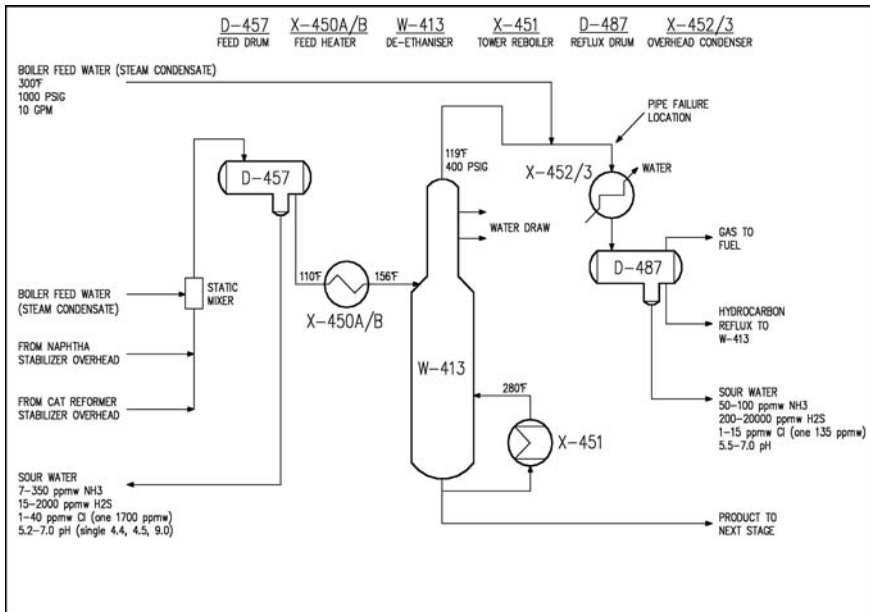 D-457 X-450A/B W-413 X-451 D-487 X-452/3
FEED DRUM FEED HEATER DE-ETHANISER TOWER REBOILER REFLUX DRUM OVERHEAD CONDENSER
BOILER FEED WATER (STEAM CONDENSATE)
300°F
1000 PSIG
10 GPM
PIPE FAILURE
LOCATION
119°F
400 PSIG
X-452/3
WATER
D-457
WATER DRAW
GAS TO
FUEL
D-487
110°F
156°F
BOILER FEED WATER
(STEAM CONDENSATE)
STATIC
MIXER
X-450A/B
HYDROCARBON
REFLUX TO
W-413
FROM NAPHTHA
STABILIZER OVERHEAD
W-413
280°F
FROM CAT REFORMER
STABILIZER OVERHEAD
SOUR WATER
50-100 ppmw NH3
200-20000 ppmw H2S
1-15 ppmw Cl (one 135 ppmw)
5.5-7.0 pH
X-451
SOUR WATER
7-350 ppmw NH3
15-2000 ppmw H2S
1-40 ppmw Cl (one 1700 ppmw)
5.2-7.0 pH (single 4.4, 4.5, 9.0)
PRODUCT TO
NEXT STAGE